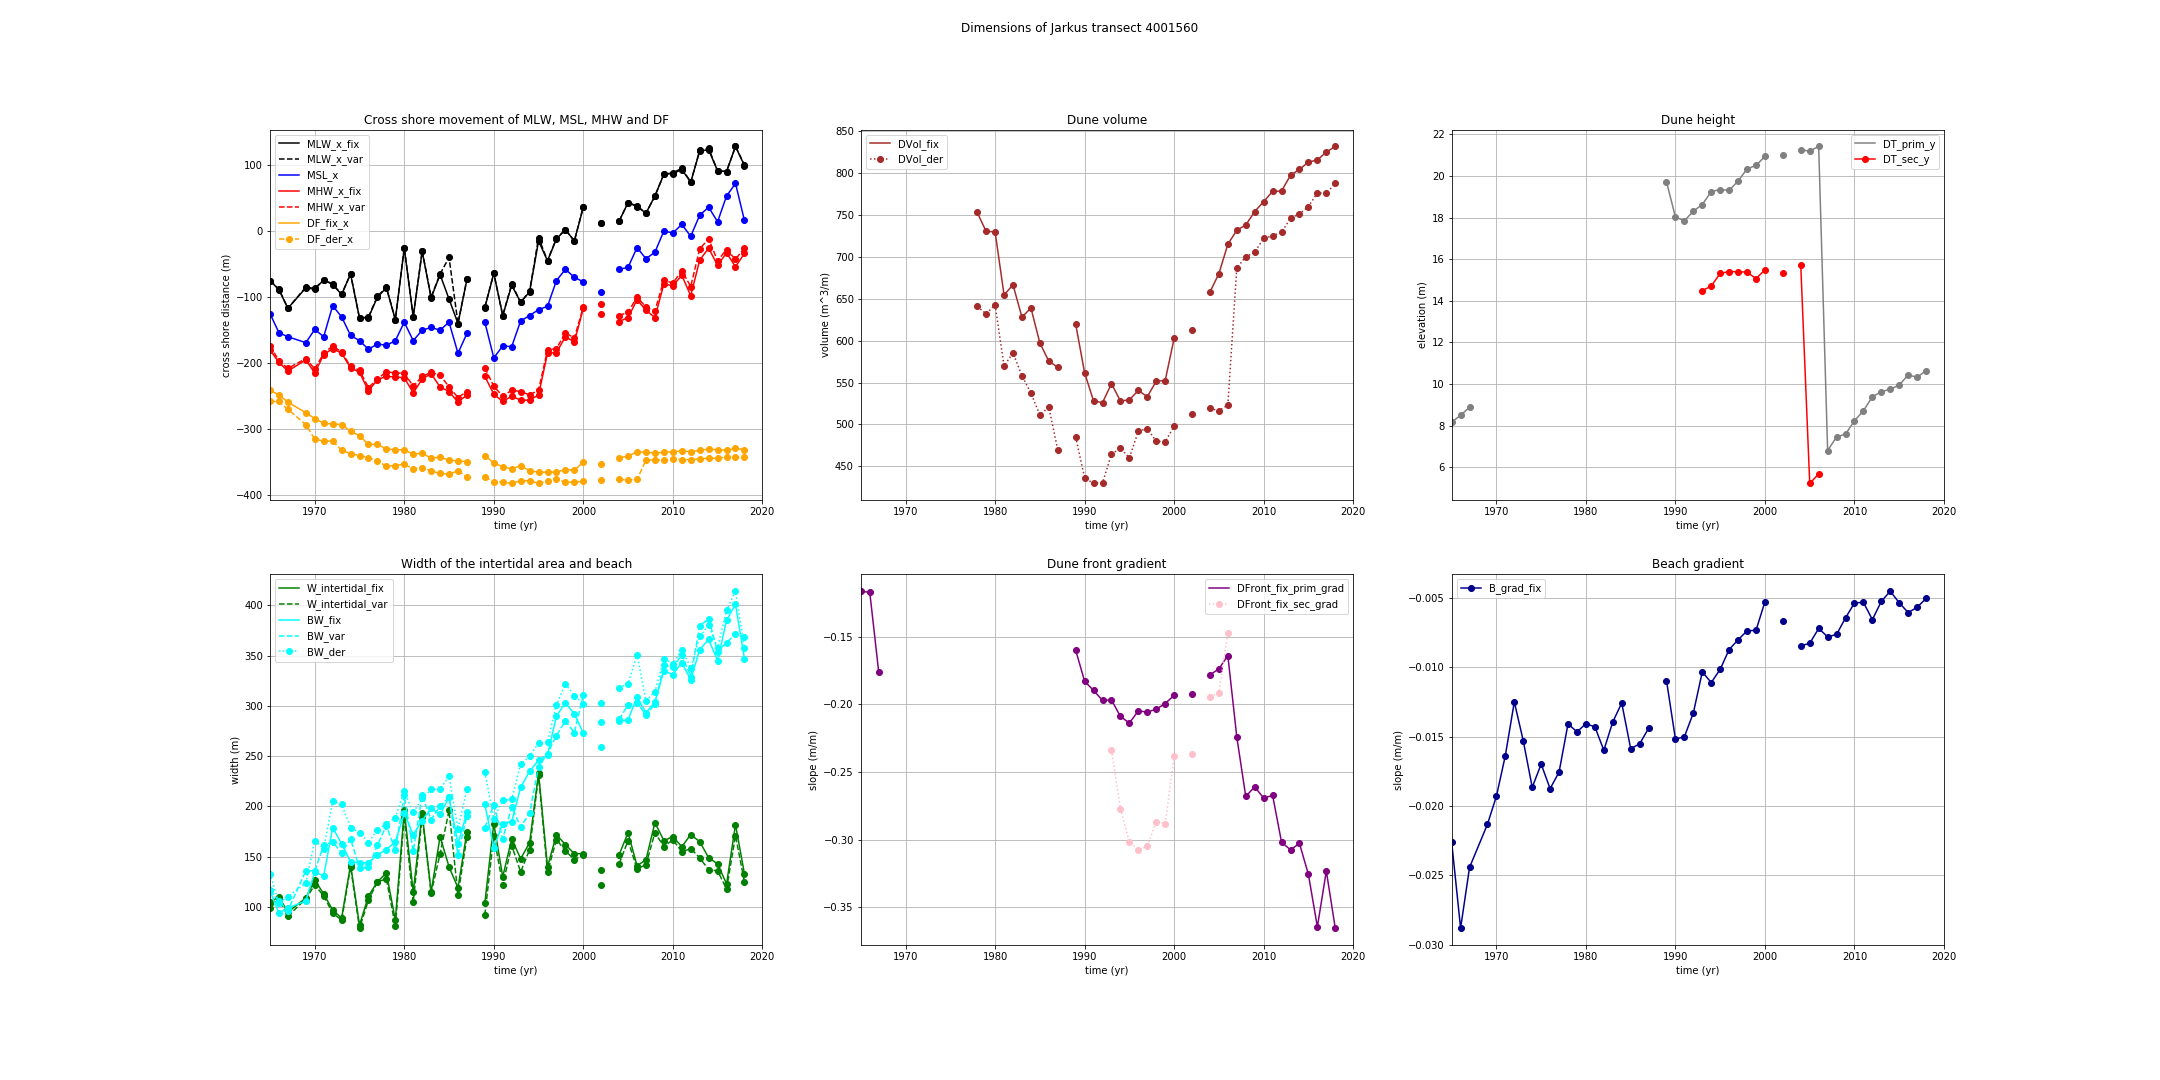 Dimensions of Jarkus transect 4001560
Cross shore movement of MLW, MSL, MHW and DF
MLW_x_fix
MLW_x_var
MSL_x
MHW_x_fix
MHW_x_var
DF_fix_x
DF_der_x
100
0
−100
−200
−300
−400
cross shore distance (m)
1970 1980 1990 2000 2010 2020
time (yr)
Dune volume
DVol_fix
DVol_der
850
800
750
700
650
600
550
500
450
volume (m^3/m)
1970 1980 1990 2000 2010 2020
time (yr)
Dune height
DT_prim_y
DT_sec_y
22
20
18
16
14
12
10
8
6
elevation (m)
1970 1980 1990 2000 2010 2020
time (yr)
Width of the intertidal area and beach
W_intertidal_fix
W_intertidal_var
BW_fix
BW_var
BW_der
400
350
300
250
200
150
100
width (m)
1970 1980 1990 2000 2010 2020
time (yr)
Dune front gradient
DFront_fix_prim_grad
DFront_fix_sec_grad
−0.15
−0.20
−0.25
−0.30
−0.35
slope (m/m)
1970 1980 1990 2000 2010 2020
time (yr)
Beach gradient
B_grad_fix
−0.005
−0.010
−0.015
−0.020
−0.025
−0.030
slope (m/m)
1970 1980 1990 2000 2010 2020
time (yr)